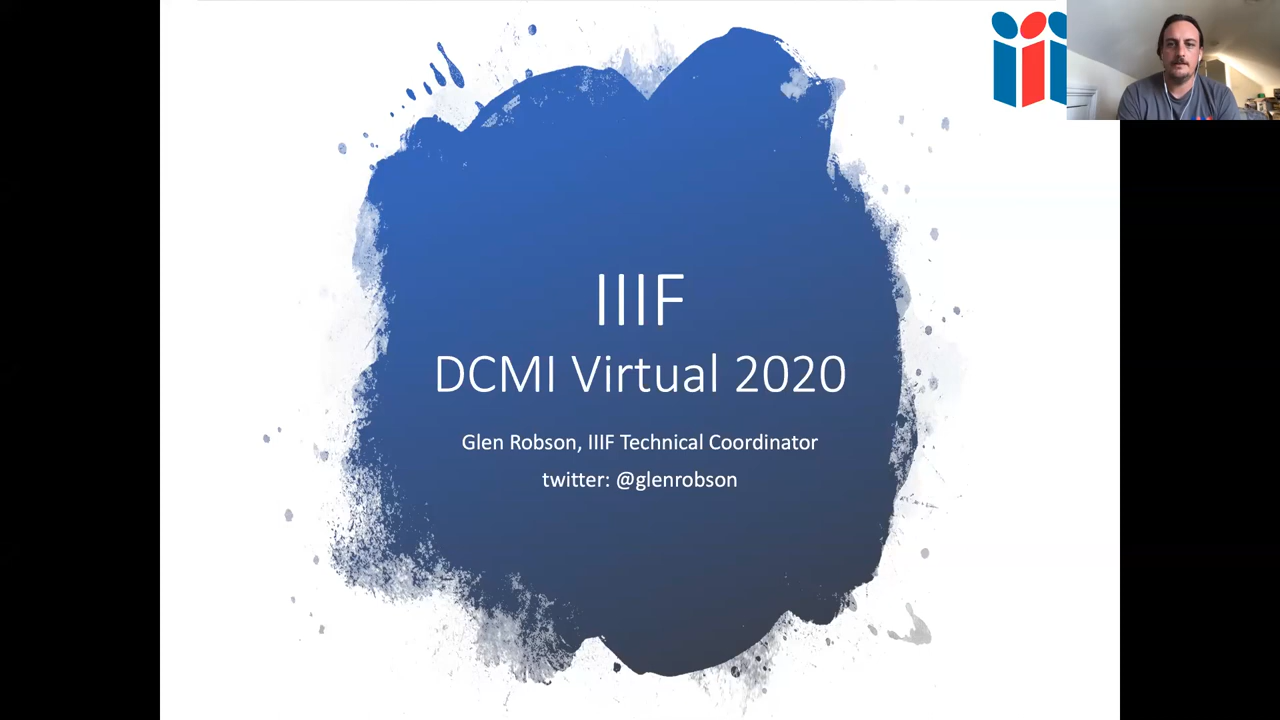 IIIF
DCMI Virtual 2020
Glen Robson, IIIF Technical Coordinator
twitter: @glenrobson